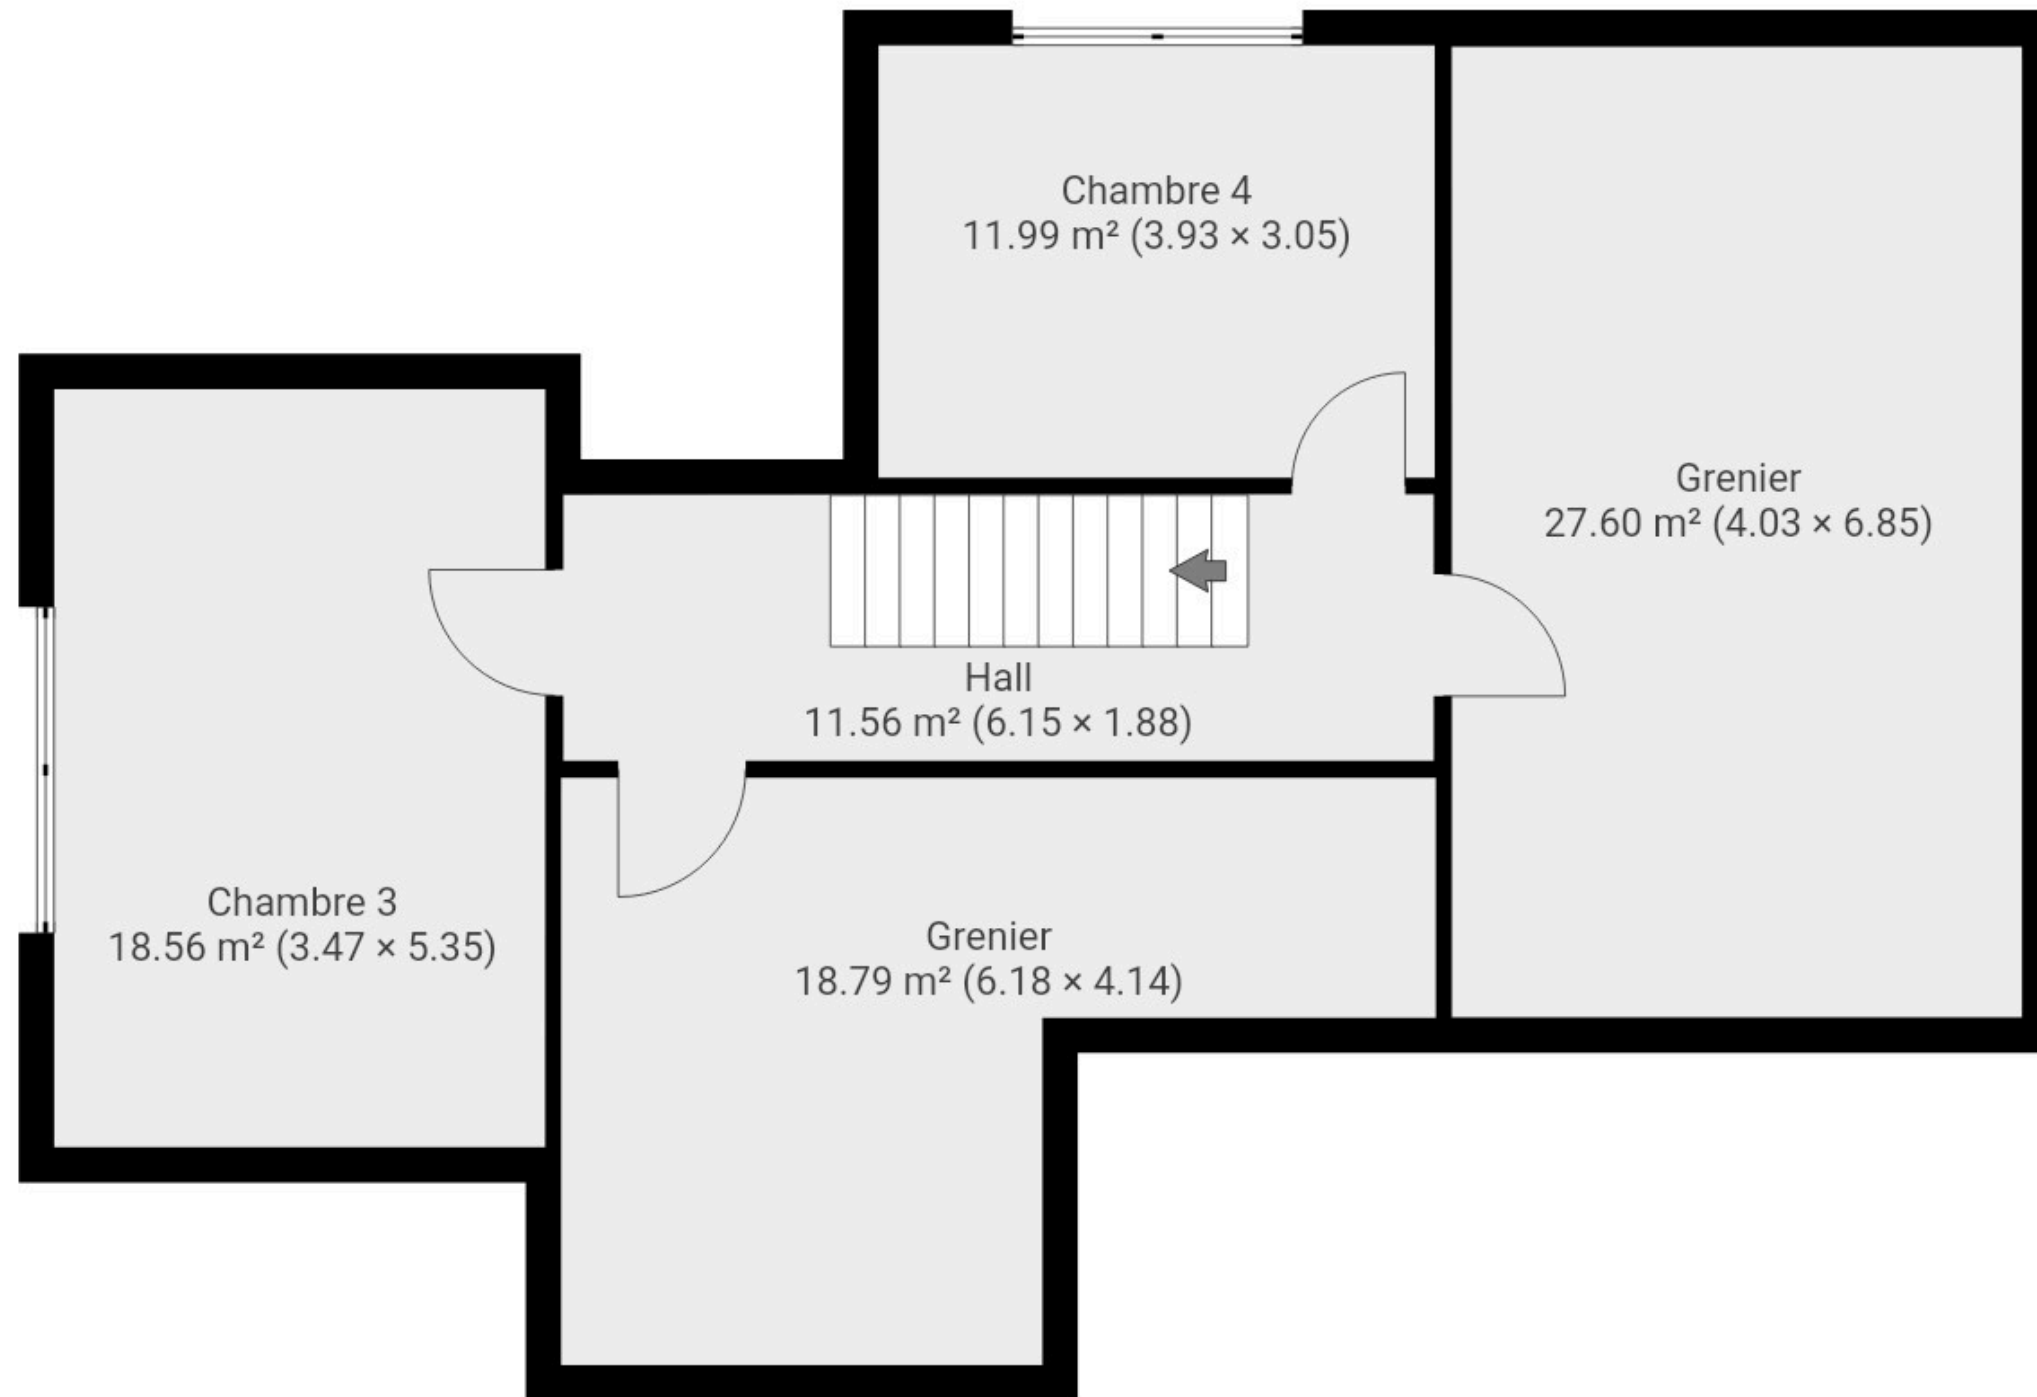 Chambre 4
11.99 m² (3.93 × 3.05)
Grenier
27.60 m² (4.03 × 6.85)
Hall
11.56 m² (6.15 × 1.88)
Chambre 3
18.56 m² (3.47 × 5.35)
Grenier
18.79 m² (6.18 × 4.14)